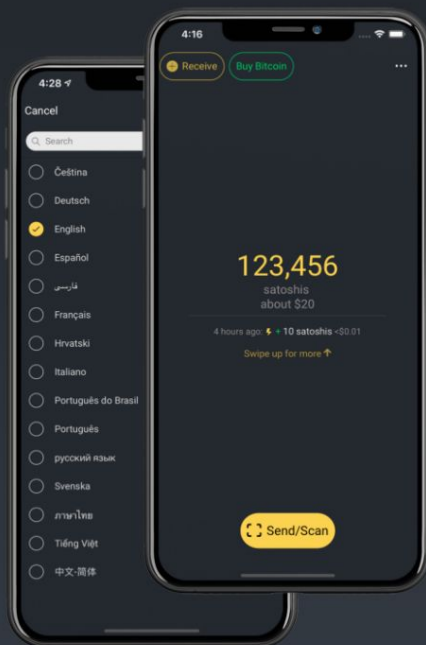 4:28
Cancel
Search
Čeština
Deutsch
English
Español
فارسی
Français
Hrvatski
Italiano
Português do Brasil
Português
русский язык
Svenska
ภาษาไทย
Tiếng Việt
中文-简体
4:16
Receive
Buy Bitcoin
123,456
satoshis
about $20
4 hours ago: ⚡ + 10 satoshis <$0.01
Swipe up for more ↑
Send/Scan